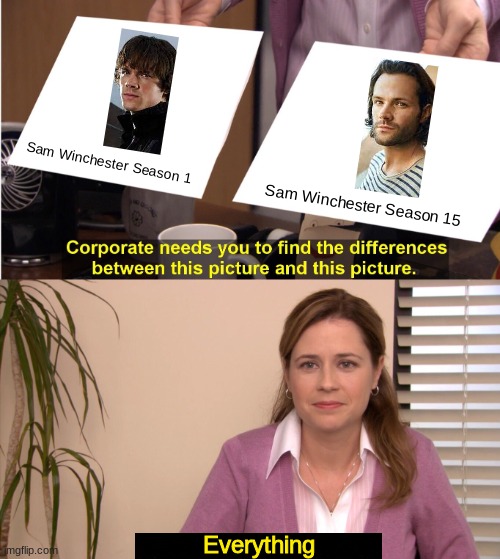 Sam Winchester Season 1
Sam Winchester Season 15
Corporate needs you to find the differences
between this picture and this picture.
Everything
imgflip.com